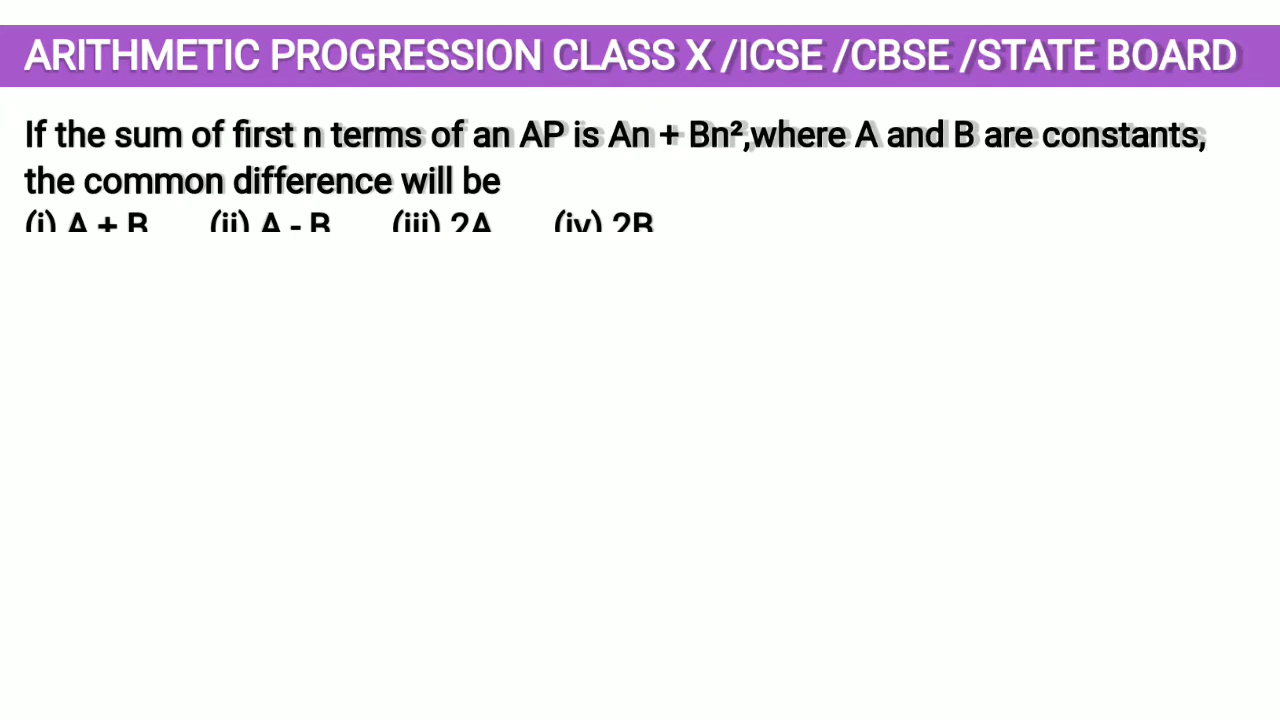 ARITHMETIC PROGRESSION CLASS X /ICSE /CBSE /STATE BOARD
If the sum of first n terms of an AP is An + Bn²,where A and B are constants,
the common difference will be
(i) A + B (ii) A - B (iii) 2A (iv) 2B